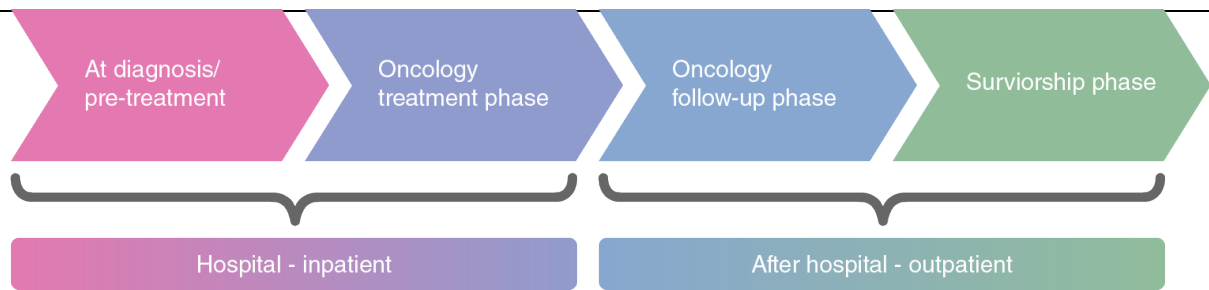 At diagnosis/
pre-treatment
Oncology
treatment phase
Oncology
follow-up phase
Surviorship phase
Hospital - inpatient
After hospital - outpatient